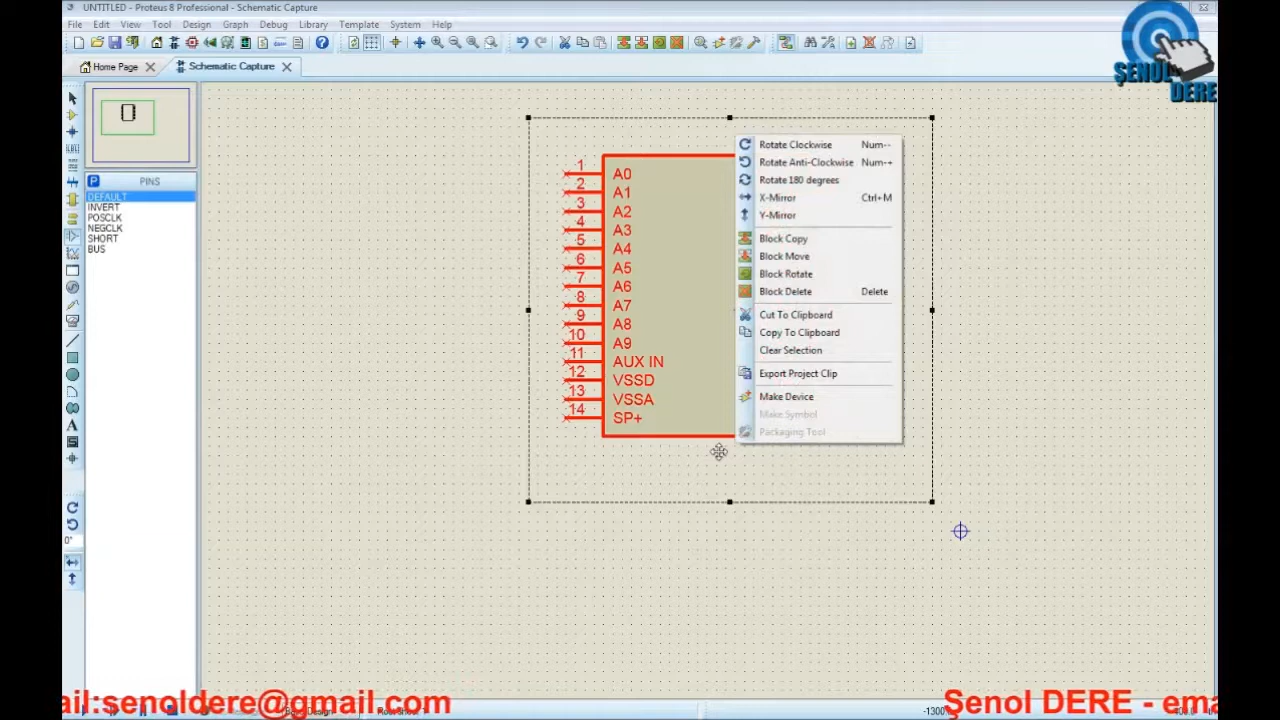 UNTITLED - Proteus 8 Professional - Schematic Capture
File Edit View Tool Design Graph Debug Library Template System Help
Home Page
Schematic Capture
ŞENOL
DERE
P PINS
DEFAULT
INVERT
POSCLK
NEGCLK
SHORT
BUS
1 A0
2 A1
3 A2
4 A3
5 A4
6 A5
7 A6
8 A7
9 A8
10 A9
11 AUX IN
12 VSSD
13 VSSA
14 SP+
Rotate Clockwise Num--
Rotate Anti-Clockwise Num-+
Rotate 180 degrees
X-Mirror Ctrl+M
Y-Mirror
Block Copy
Block Move
Block Rotate
Block Delete Delete
Cut To Clipboard
Copy To Clipboard
Clear Selection
Export Project Clip
Make Device
Make Symbol
Packaging Tool
A
S
0°
ail:senoldere@gmail.com
Şenol DERE - ema